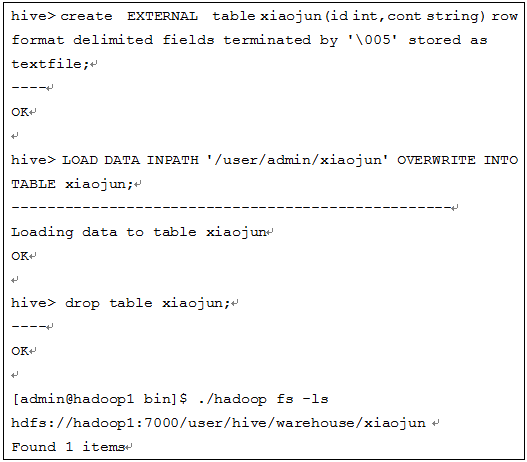 hive> create EXTERNAL table xiaojun(id int,cont string) row
format delimited fields terminated by '\005' stored as
textfile;↵
----↵
OK↵
↵
hive> LOAD DATA INPATH '/user/admin/xiaojun' OVERWRITE INTO
TABLE xiaojun;↵
-------------------------------------------------↵
Loading data to table xiaojun↵
OK↵
↵
hive> drop table xiaojun;↵
----↵
OK↵
↵
[admin@hadoop1 bin]$ ./hadoop fs -ls
hdfs://hadoop1:7000/user/hive/warehouse/xiaojun ↵
Found 1 items↵